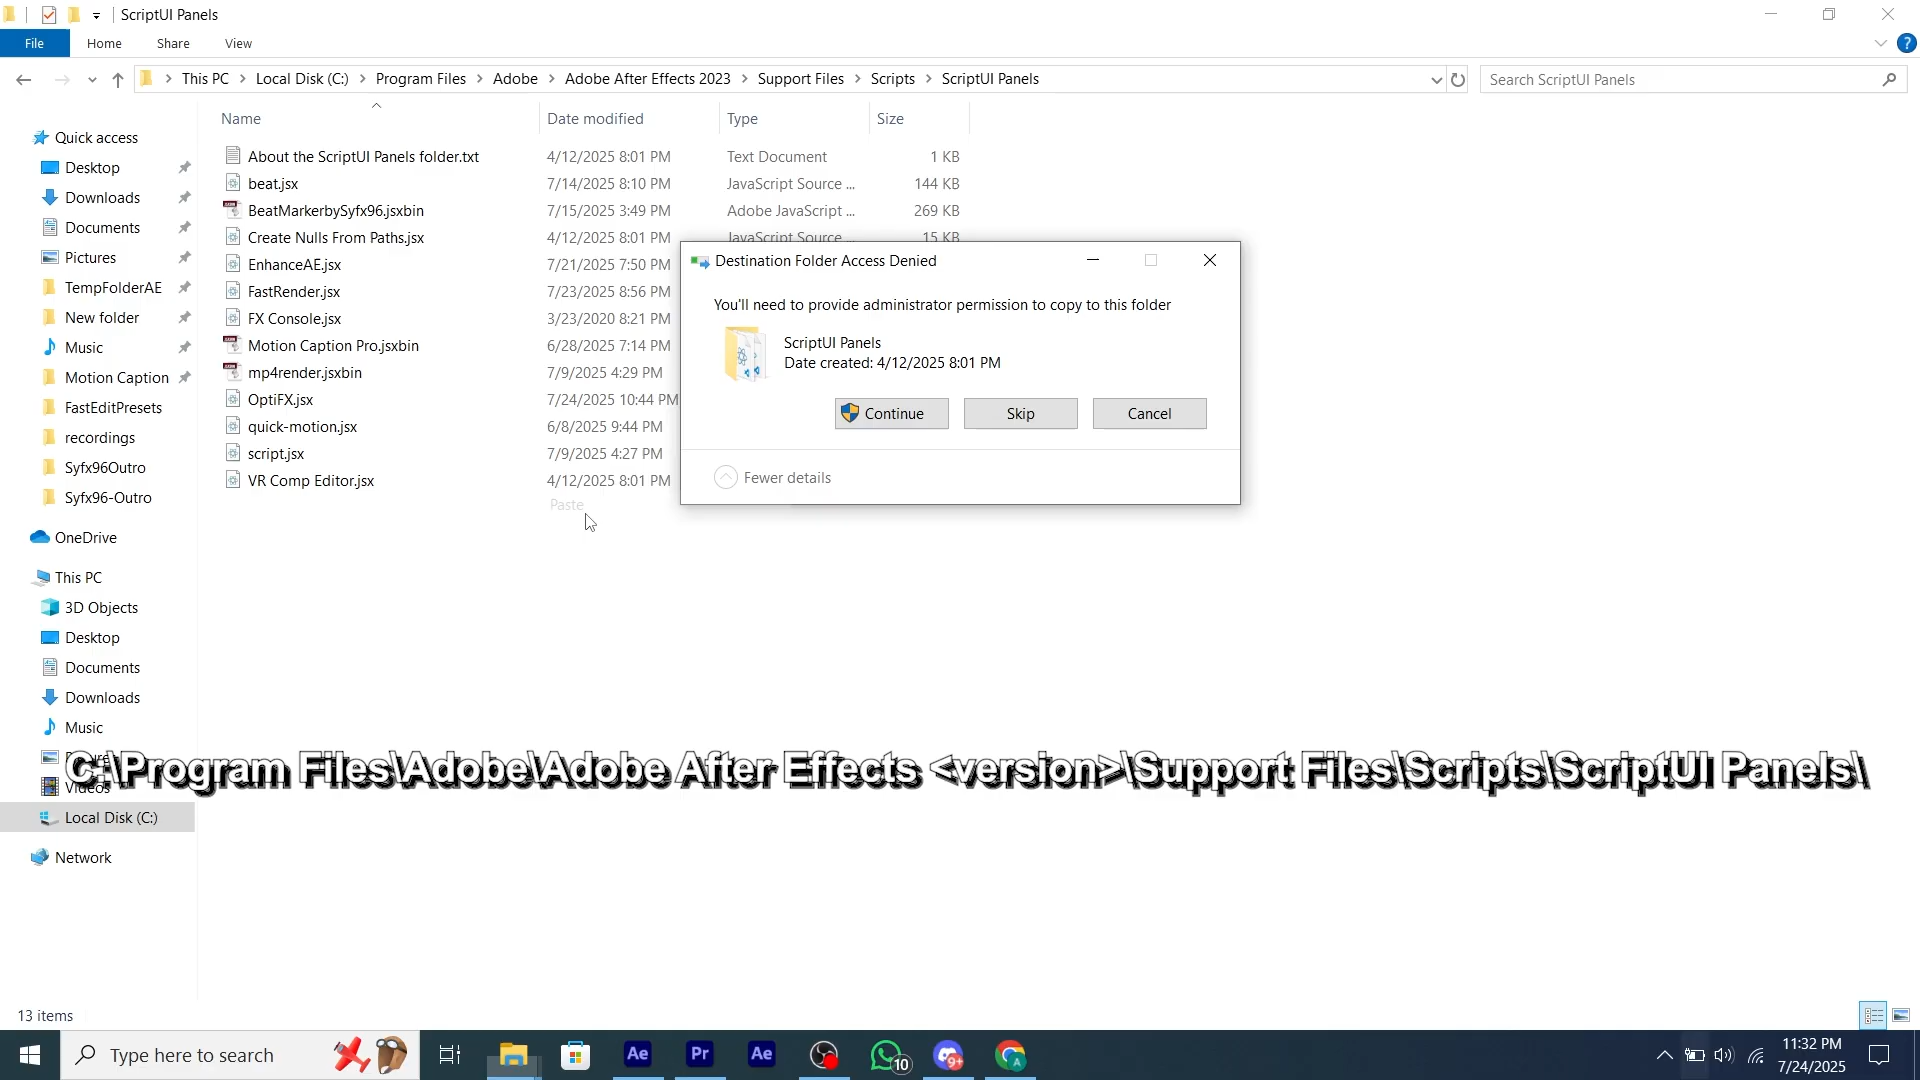 ScriptUI Panels
File Home Share View
This PC Local Disk (C:) Program Files Adobe Adobe After Effects 2023 Support Files Scripts ScriptUI Panels
Search ScriptUI Panels
Name Date modified Type Size
About the ScriptUI Panels folder.txt 4/12/2025 8:01 PM Text Document 1 KB
beat.jsx 7/14/2025 8:10 PM JavaScript Source ... 144 KB
BeatMarkerbySyfx96.jsxbin 7/15/2025 3:49 PM Adobe JavaScript ... 269 KB
Create Nulls From Paths.jsx 4/12/2025 8:01 PM JavaScript Source ... 15 KB
EnhanceAE.jsx 7/21/2025 7:50 PM
FastRender.jsx 7/23/2025 8:56 PM
FX Console.jsx 3/23/2020 8:21 PM
Motion Caption Pro.jsxbin 6/28/2025 7:14 PM
mp4render.jsxbin 7/9/2025 4:29 PM
OptiFX.jsx 7/24/2025 10:44 PM
quick-motion.jsx 6/8/2025 9:44 PM
script.jsx 7/9/2025 4:27 PM
VR Comp Editor.jsx 4/12/2025 8:01 PM
Paste
Destination Folder Access Denied
You'll need to provide administrator permission to copy to this folder
ScriptUI Panels
Date created: 4/12/2025 8:01 PM
Continue Skip Cancel
Fewer details
Quick access
Desktop
Downloads
Documents
Pictures
TempFolderAE
New folder
Music
Motion Caption
FastEditPresets
recordings
Syfx96Outro
Syfx96-Outro
OneDrive
This PC
3D Objects
Desktop
Documents
Downloads
Music
C:\Program Files\Adobe\Adobe After Effects <version>\Support Files\Scripts\ScriptUI Panels\
Videos
Local Disk (C:)
Network
13 items
Type here to search
Ae Pr Ae 10 9+ A
11:32 PM
7/24/2025